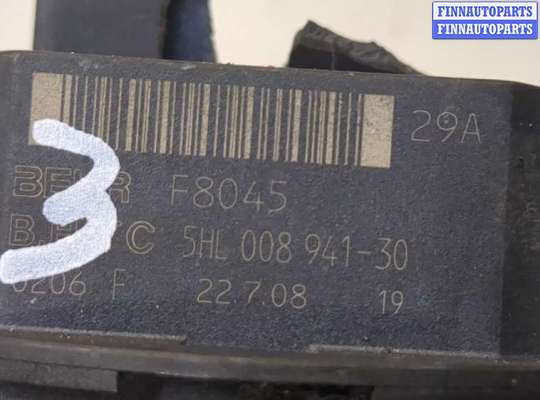 FINNAUTOPARTS
FINNAUTOPARTS
29A
3
F8045
C 5HL 008 941-30
0206 F 22.7.08 19